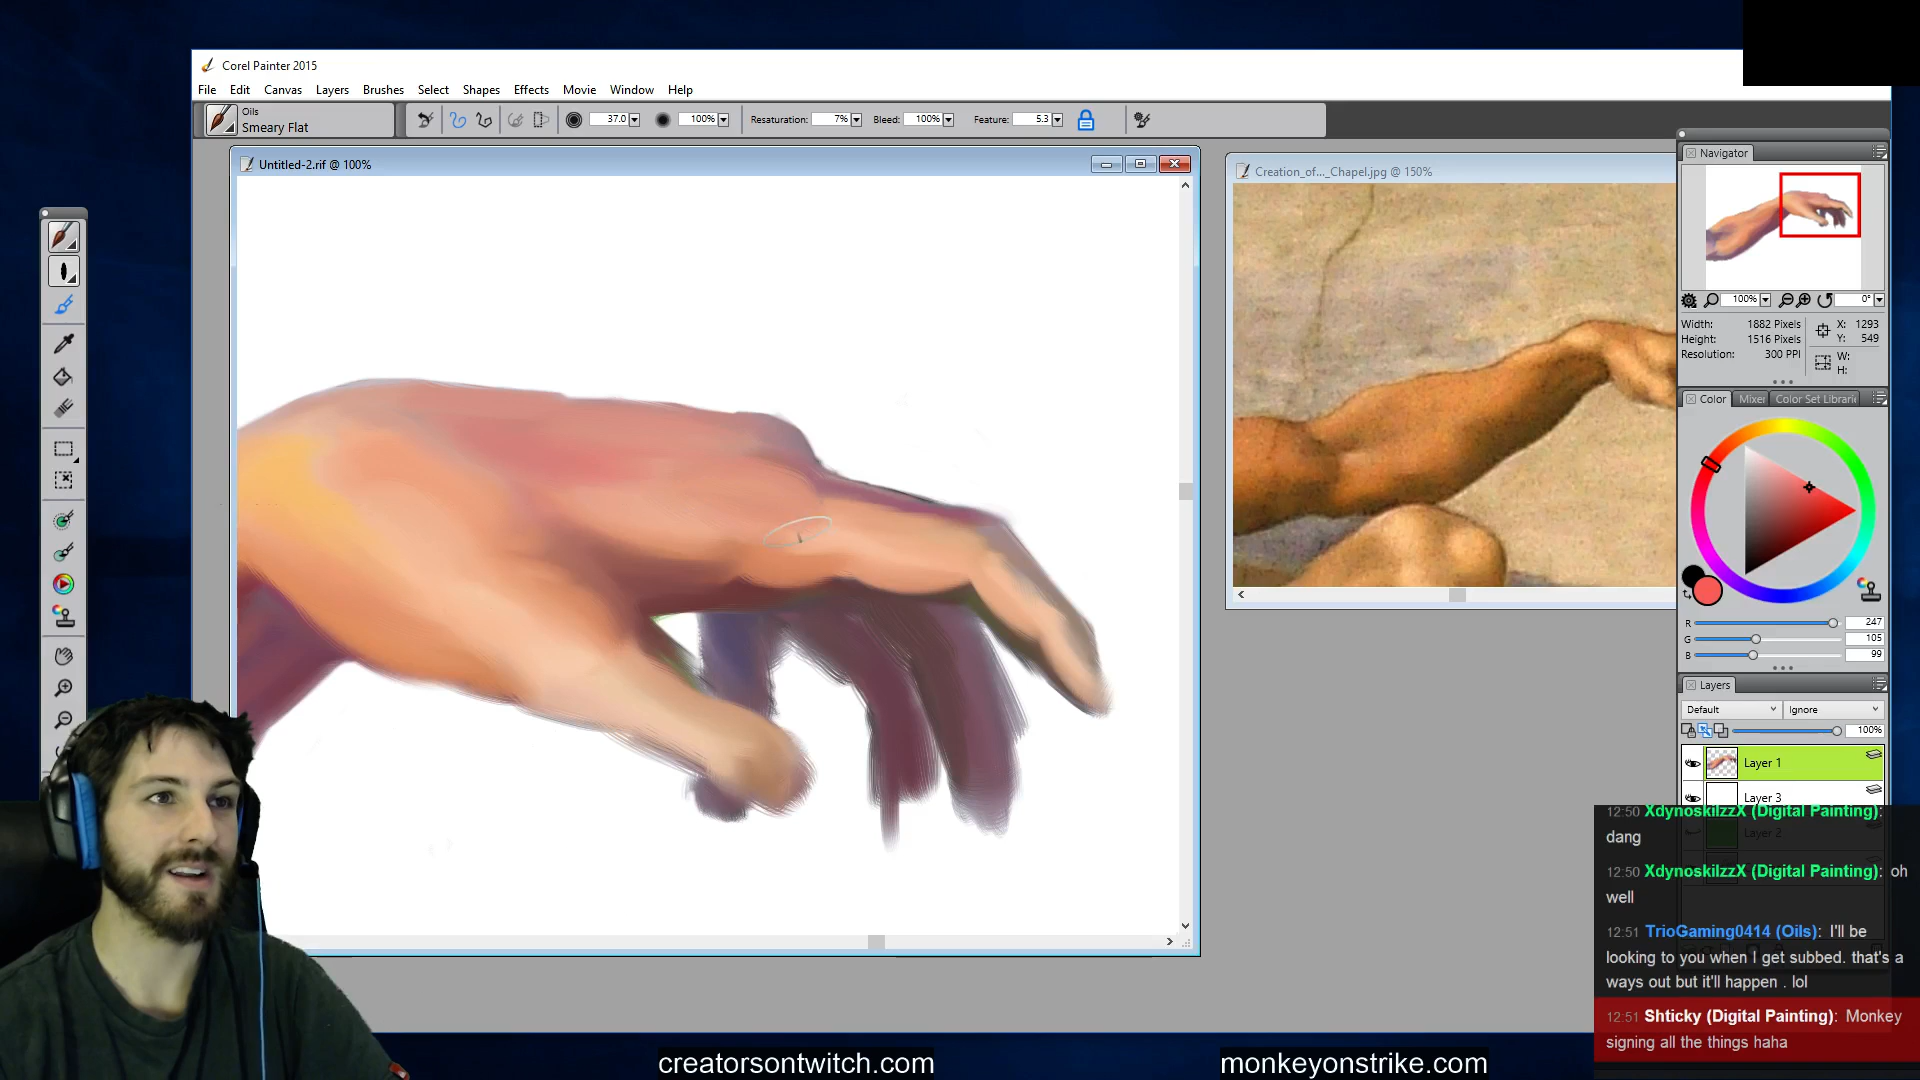 Corel Painter 2015
File Edit Canvas Layers Brushes Select Shapes Effects Movie Window Help
Oils
Smeary Flat
37.0 100% Resaturation: 7% Bleed: 100% Feature: 5.3
Untitled-2.rif @ 100%
Creation_of..._Chapel.jpg @ 150%
Navigator
100% 0°
Width: 1882 Pixels X: 1293
Height: 1516 Pixels Y: 549
Resolution: 300 PPI W:
H:
Color Mixer Color Set Librari
R 247
G 105
B 99
Layers
Default Ignore
100%
Layer 1
Layer 3
Layer 2
12:50 XdynoskilzzX (Digital Painting):
dang
12:50 XdynoskilzzX (Digital Painting): oh
well
12:51 TrioGaming0414 (Oils): I'll be
looking to you when I get subbed. that's a
ways out but it'll happen . lol
12:51 Shticky (Digital Painting): Monkey
signing all the things haha
creatorsontwitch.com
monkeyonstrike.com